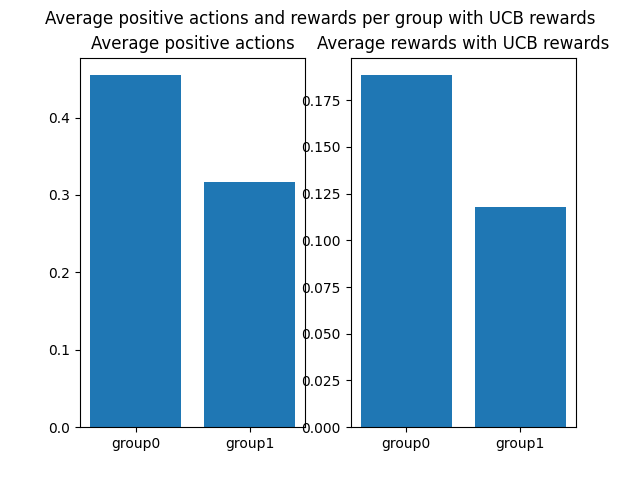 Average positive actions and rewards per group with UCB rewards
Average positive actions
0.4
0.3
0.2
0.1
0.0
group0 group1
Average rewards with UCB rewards
0.175
0.150
0.125
0.100
0.075
0.050
0.025
0.000
group0 group1